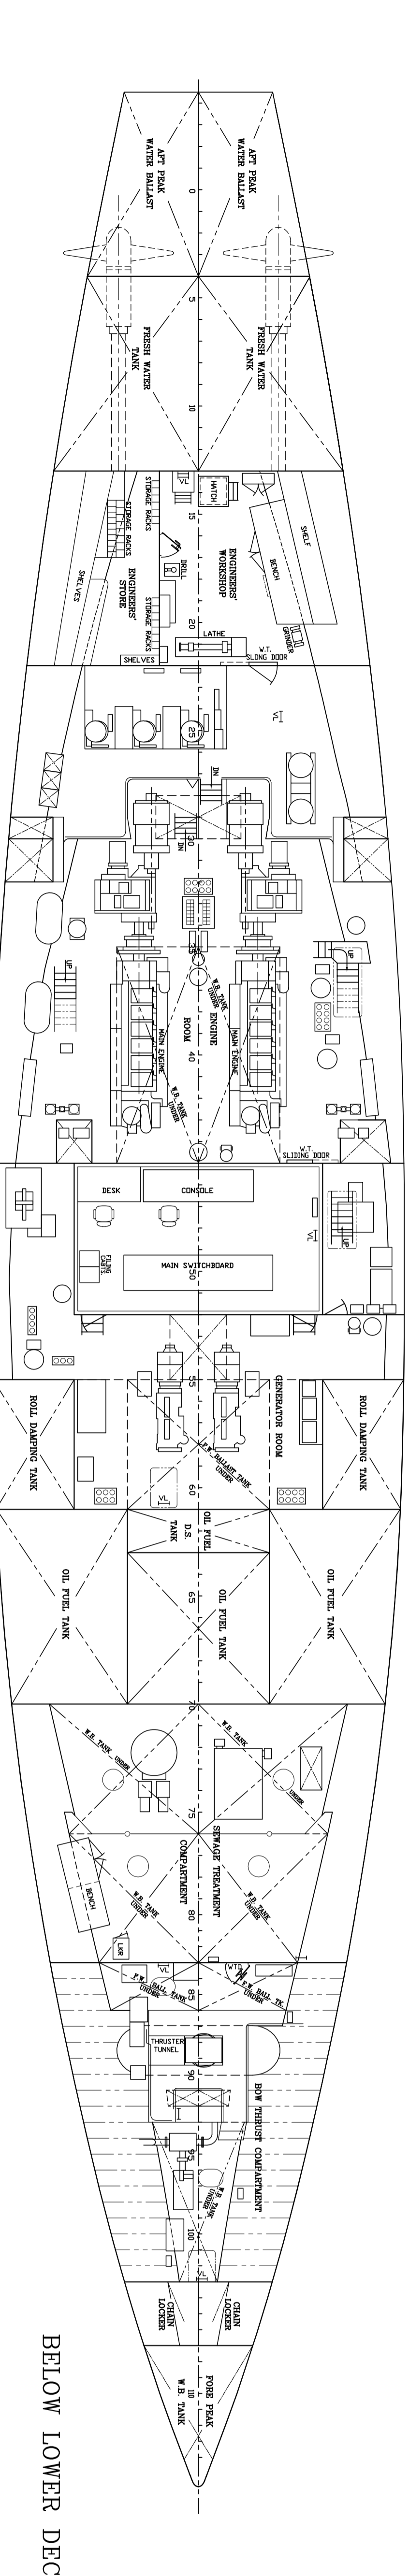 AFT PEAK
WATER BALLAST
AFT PEAK
WATER BALLAST
0
5
FRESH WATER
TANK
FRESH WATER
TANK
10
VL
HATCH
STORAGE RACKS
STORAGE RACKS
15
SHELF
BENCH
DRILL
ENGINEERS'
WORKSHOP
ENGINEERS'
STORE
SHELVES
STORAGE RACKS
20
GRINDER
LATHE
SHELVES
W.T.
SLDNG DOOR
VL
25
DN
DN
30
35
UP
UP
W.B. TANK
UNDER
ENGINE
ROOM
MAIN ENGINE
MAIN ENGINE
40
W.B. TANK
UNDER
W.T.
SLIDING DOOR
DESK
CONSOLE
UP
VL
FILING
CABTS.
MAIN SWITCHBOARD
50
55
GENERATOR ROOM
ROLL DAMPING TANK
ROLL DAMPING TANK
F.W. BALLAST TANK
UNDER
60
VL
OIL FUEL
D.S.
TANK
OIL FUEL TANK
OIL FUEL TANK
OIL FUEL TANK
65
70
W.B. TANK
UNDER
W.B. TANK
UNDER
75
SEWAGE TREATMENT
COMPARTMENT
BENCH
W.B. TANK
UNDER
W.B. TANK
UNDER
80
LKR
VL
WTD
F.W. BALL TANK
UNDER
F.W. BALL TK
UNDER
85
THRUSTER
TUNNEL
90
BOW THRUST COMPARTMENT
95
W.B. TANK
UNDER
100
VL
CHAIN
LOCKER
CHAIN
LOCKER
FORE PEAK
110
W.B. TANK
BELOW LOWER DEC